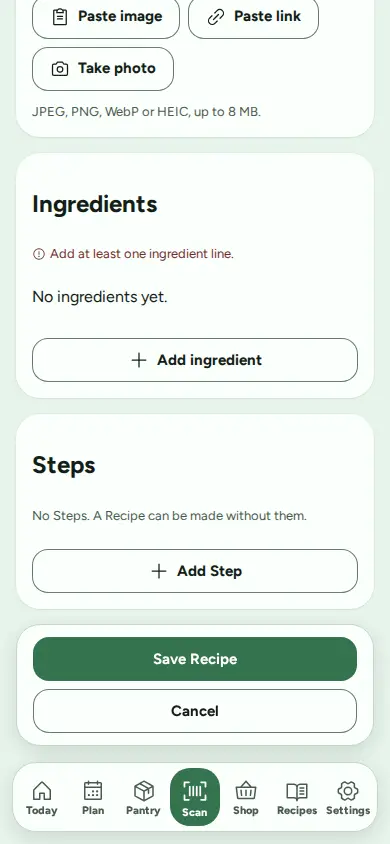 Paste image
Paste link
Take photo
JPEG, PNG, WebP or HEIC, up to 8 MB.
Ingredients
Add at least one ingredient line.
No ingredients yet.
Add ingredient
Steps
No Steps. A Recipe can be made without them.
Add Step
Save Recipe
Cancel
Today Plan Pantry Scan Shop Recipes Settings